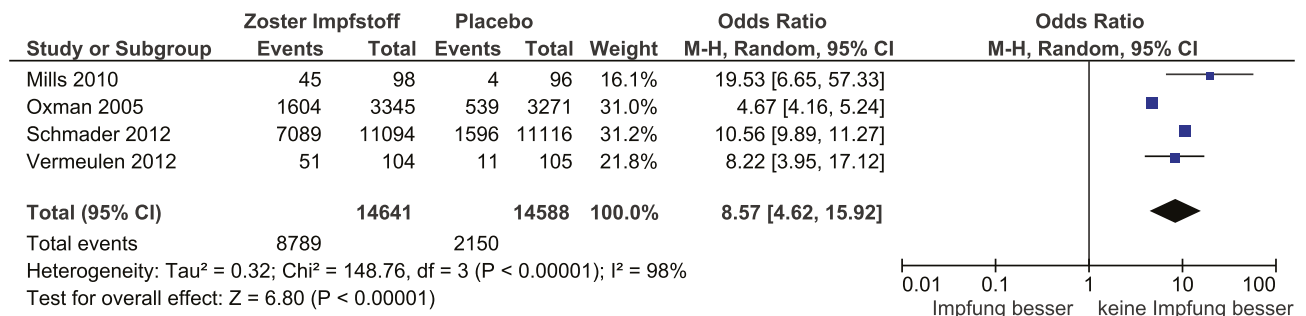 Zoster Impfstoff Placebo Odds Ratio Odds Ratio
Study or Subgroup Events Total Events Total Weight M-H, Random, 95% CI M-H, Random, 95% CI
Mills 2010 45 98 4 96 16.1% 19.53 [6.65, 57.33]
Oxman 2005 1604 3345 539 3271 31.0% 4.67 [4.16, 5.24]
Schmader 2012 7089 11094 1596 11116 31.2% 10.56 [9.89, 11.27]
Vermeulen 2012 51 104 11 105 21.8% 8.22 [3.95, 17.12]
Total (95% CI) 14641 14588 100.0% 8.57 [4.62, 15.92]
Total events 8789 2150
Heterogeneity: Tau² = 0.32; Chi² = 148.76, df = 3 (P < 0.00001); I² = 98%
Test for overall effect: Z = 6.80 (P < 0.00001)
0.01 0.1 1 10 100
Impfung besser keine Impfung besser